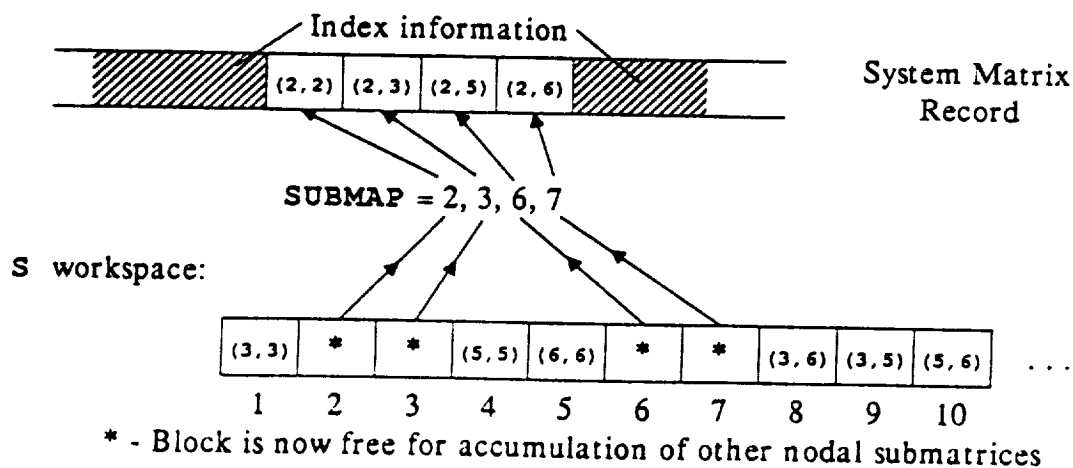 Index information
(2,2) (2,3) (2,5) (2,6)
System Matrix
Record
SUBMAP = 2, 3, 6, 7
S workspace:
(3,3) * * (5,5) (6,6) * * (3,6) (3,5) (5,6) ...
1 2 3 4 5 6 7 8 9 10
* - Block is now free for accumulation of other nodal submatrices